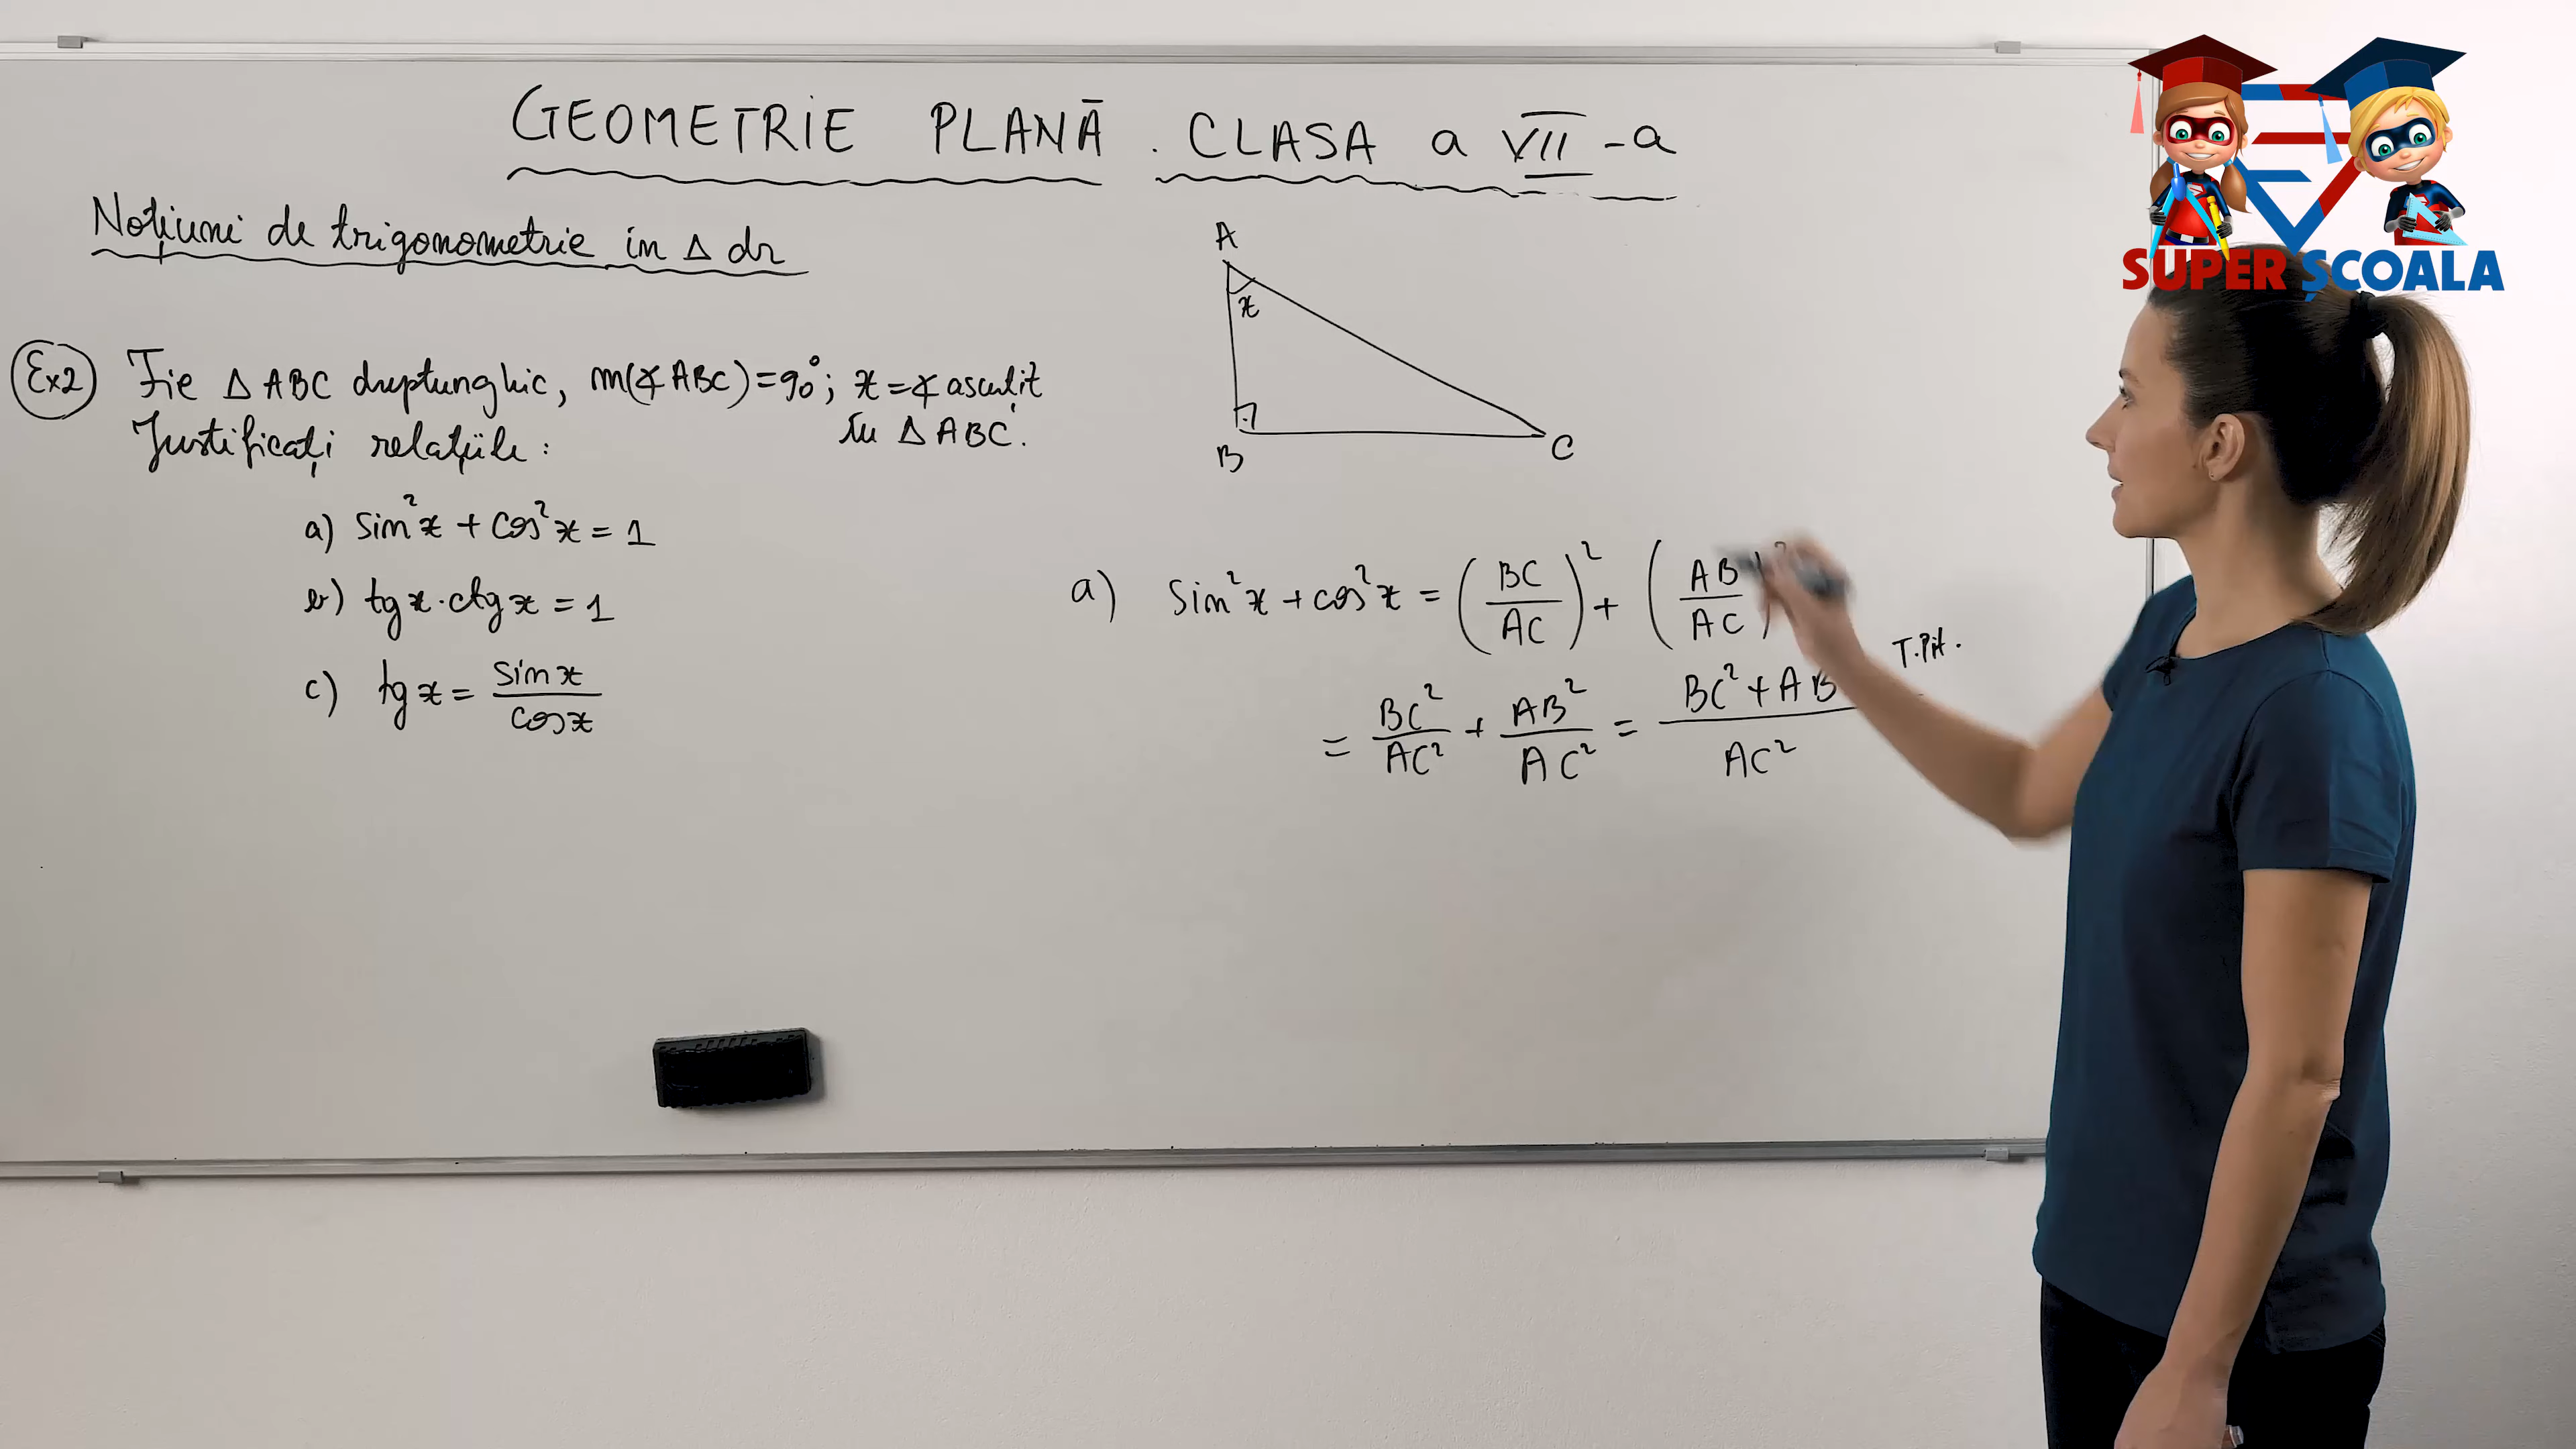 GEOMETRIE PLANĂ. CLASA a VII-a
Noțiuni de trigonometrie in Δ dr
Ex2 Fie Δ ABC dreptunghic, m(∢ABC)=90°; x=∢ ascuțit
în Δ ABC.
Justificați relațiile:
a) sin²x + cos²x = 1
b) tg x · ctg x = 1
c) tg x = sin x / cos x
A
x
B
C
a) sin²x + cos²x = (BC/AC)² + (AB/AC)²
= BC²/AC² + AB²/AC² = BC² + AB / AC²
T.Pit.
SUPER ȘCOALA